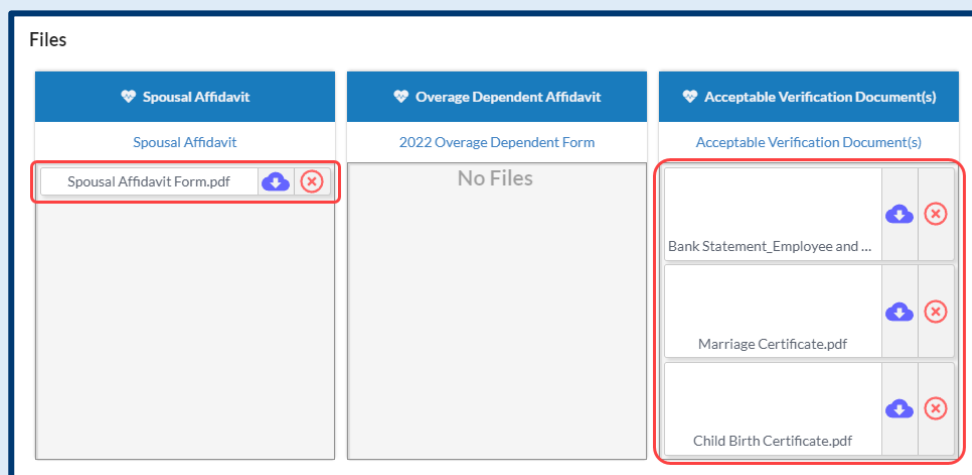 Files
Spousal Affidavit
Overage Dependent Affidavit
Acceptable Verification Document(s)
Spousal Affidavit
2022 Overage Dependent Form
Acceptable Verification Document(s)
Spousal Affidavit Form.pdf
No Files
Bank Statement_Employee and ...
Marriage Certificate.pdf
Child Birth Certificate.pdf